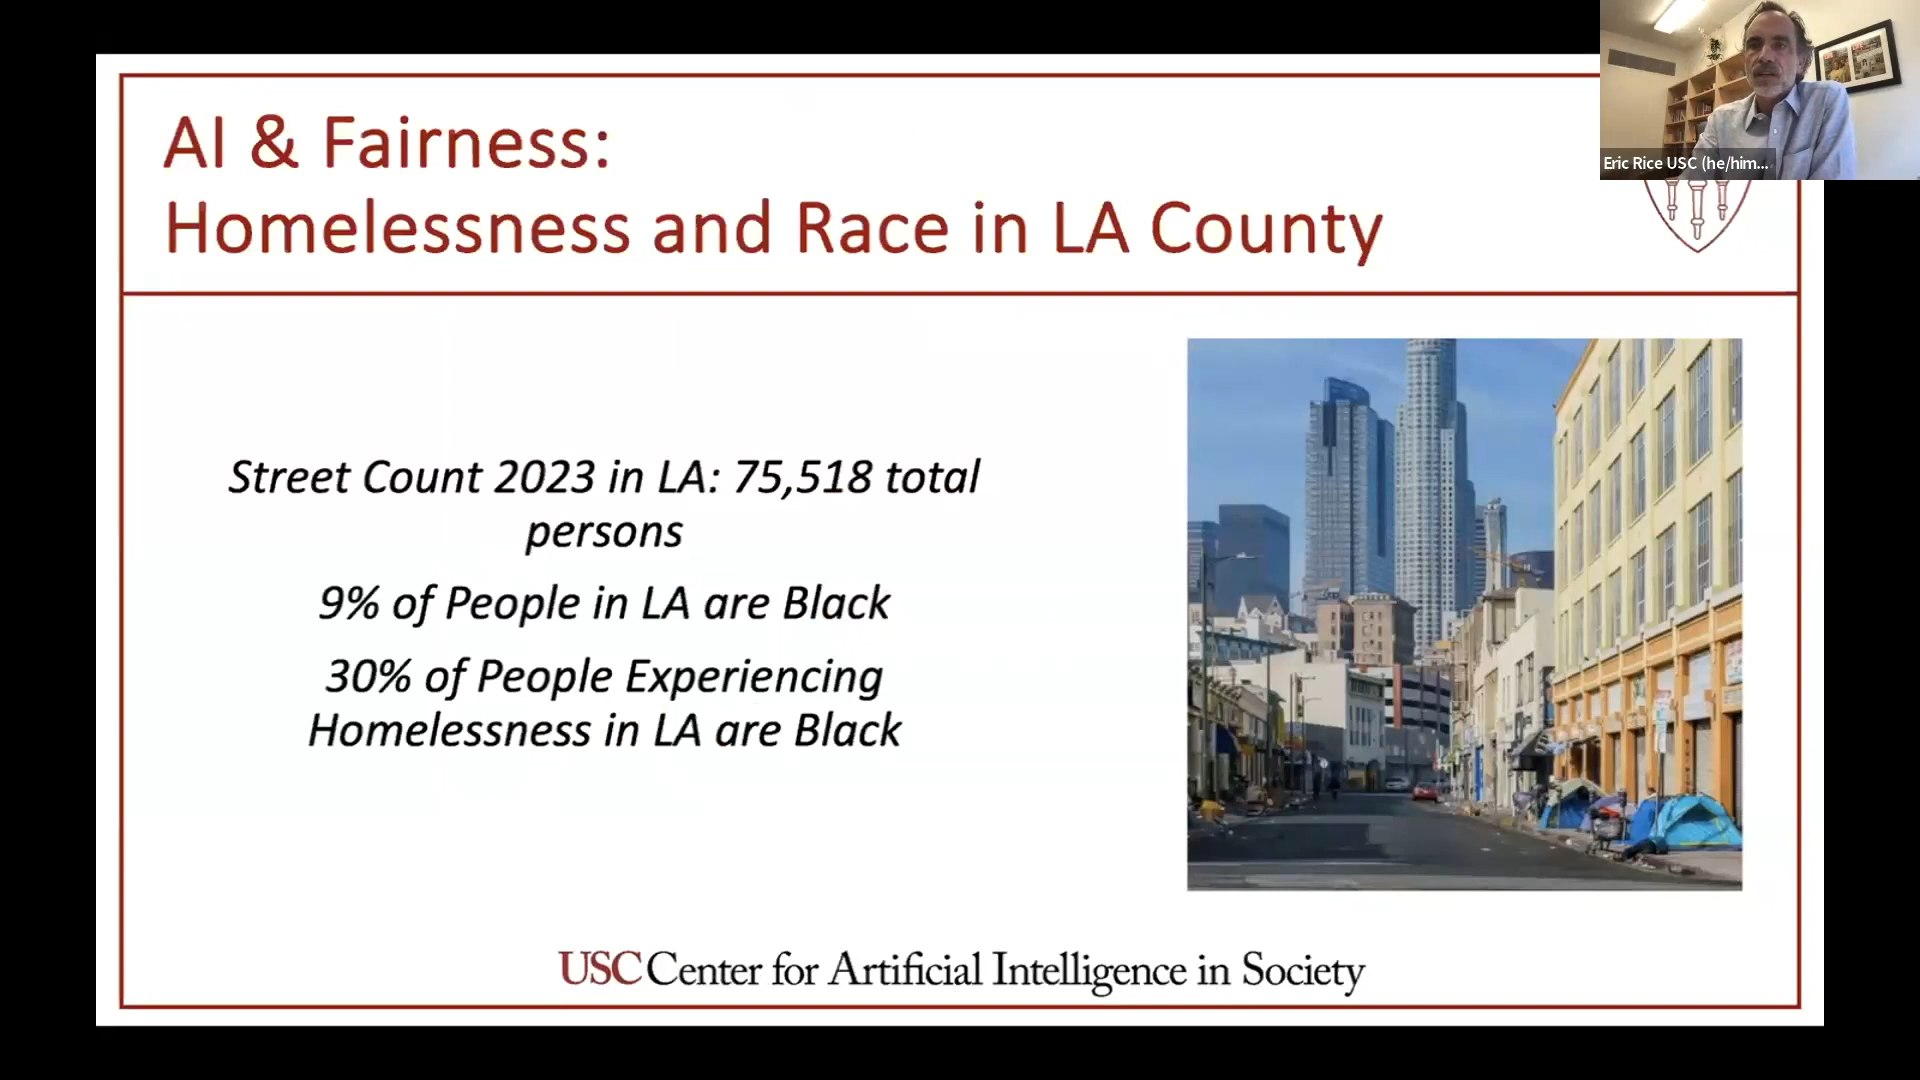 AI & Fairness:
Homelessness and Race in LA County
Eric Rice USC (he/him...
Street Count 2023 in LA: 75,518 total
persons
9% of People in LA are Black
30% of People Experiencing
Homelessness in LA are Black
USC Center for Artificial Intelligence in Society